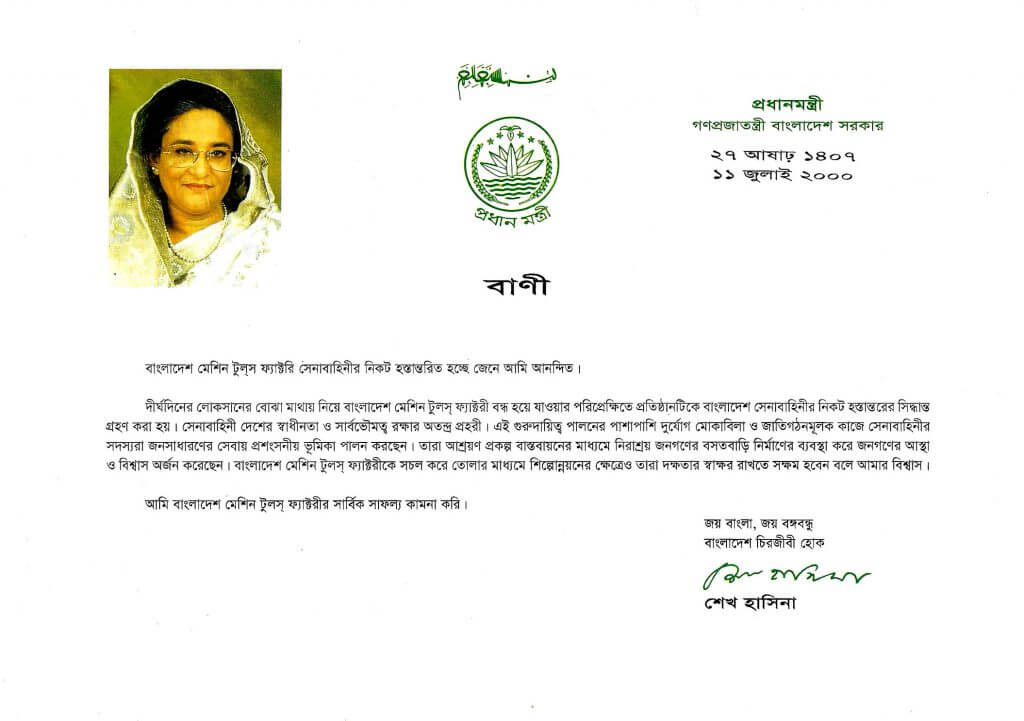 প্রধানমন্ত্রী
গণপ্রজাতন্ত্রী বাংলাদেশ সরকার
২৭ আষাঢ় ১৪০৭
১১ জুলাই ২০০০
প্রধান মন্ত্রী
বাণী
বাংলাদেশ মেশিন টুল্‌স ফ্যাক্টরি সেনাবাহিনীর নিকট হস্তান্তরিত হচ্ছে জেনে আমি আনন্দিত।
দীর্ঘদিনের লোকসানের বোঝা মাথায় নিয়ে বাংলাদেশ মেশিন টুলস্ ফ্যাক্টরী বন্ধ হয়ে যাওয়ার পরিপ্রেক্ষিতে প্রতিষ্ঠানটিকে বাংলাদেশ সেনাবাহিনীর নিকট হস্তান্তরের সিদ্ধান্ত
গ্রহণ করা হয়। সেনাবাহিনী দেশের স্বাধীনতা ও সার্বভৌমত্ব রক্ষার অতন্দ্র প্রহরী। এই গুরুদায়িত্ব পালনের পাশাপাশি দুর্যোগ মোকাবিলা ও জাতিগঠনমূলক কাজে সেনাবাহিনীর
সদস্যরা জনসাধারণের সেবায় প্রশংসনীয় ভূমিকা পালন করছেন। তারা আশ্রয়ণ প্রকল্প বাস্তবায়নের মাধ্যমে নিরাশ্রয় জনগণের বসতবাড়ি নির্মাণের ব্যবস্থা করে জনগণের আস্থা
ও বিশ্বাস অর্জন করেছেন। বাংলাদেশ মেশিন টুলস্ ফ্যাক্টরীকে সচল করে তোলার মাধ্যমে শিল্পোন্নয়নের ক্ষেত্রেও তারা দক্ষতার স্বাক্ষর রাখতে সক্ষম হবেন বলে আমার বিশ্বাস।
আমি বাংলাদেশ মেশিন টুলস্ ফ্যাক্টরীর সার্বিক সাফল্য কামনা করি।
জয় বাংলা, জয় বঙ্গবন্ধু
বাংলাদেশ চিরজীবী হোক
শেখ হাসিনা
শেখ হাসিনা